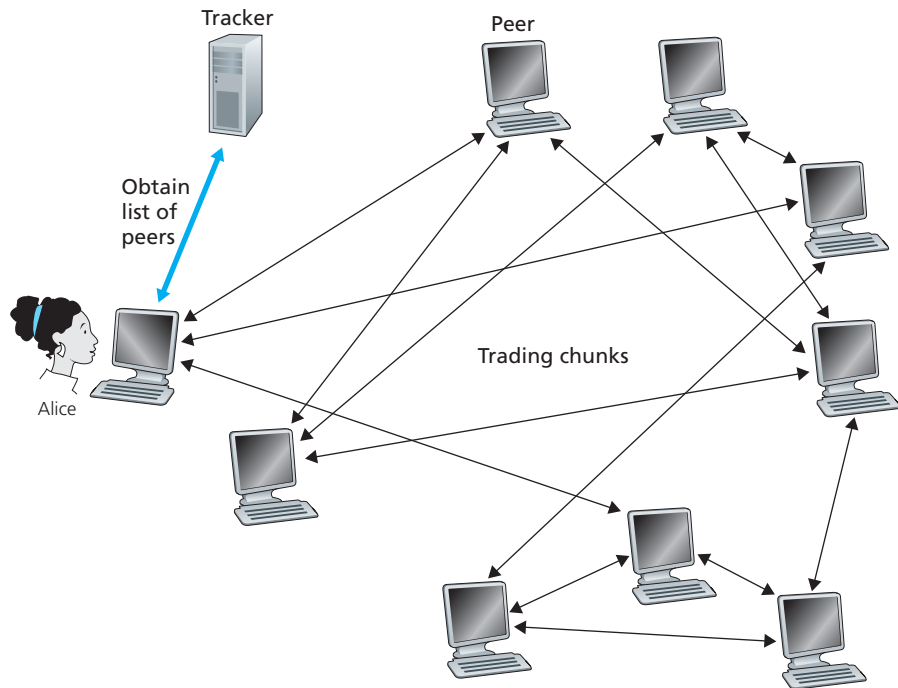 Tracker
Peer
Obtain
list of
peers
Trading chunks
Alice